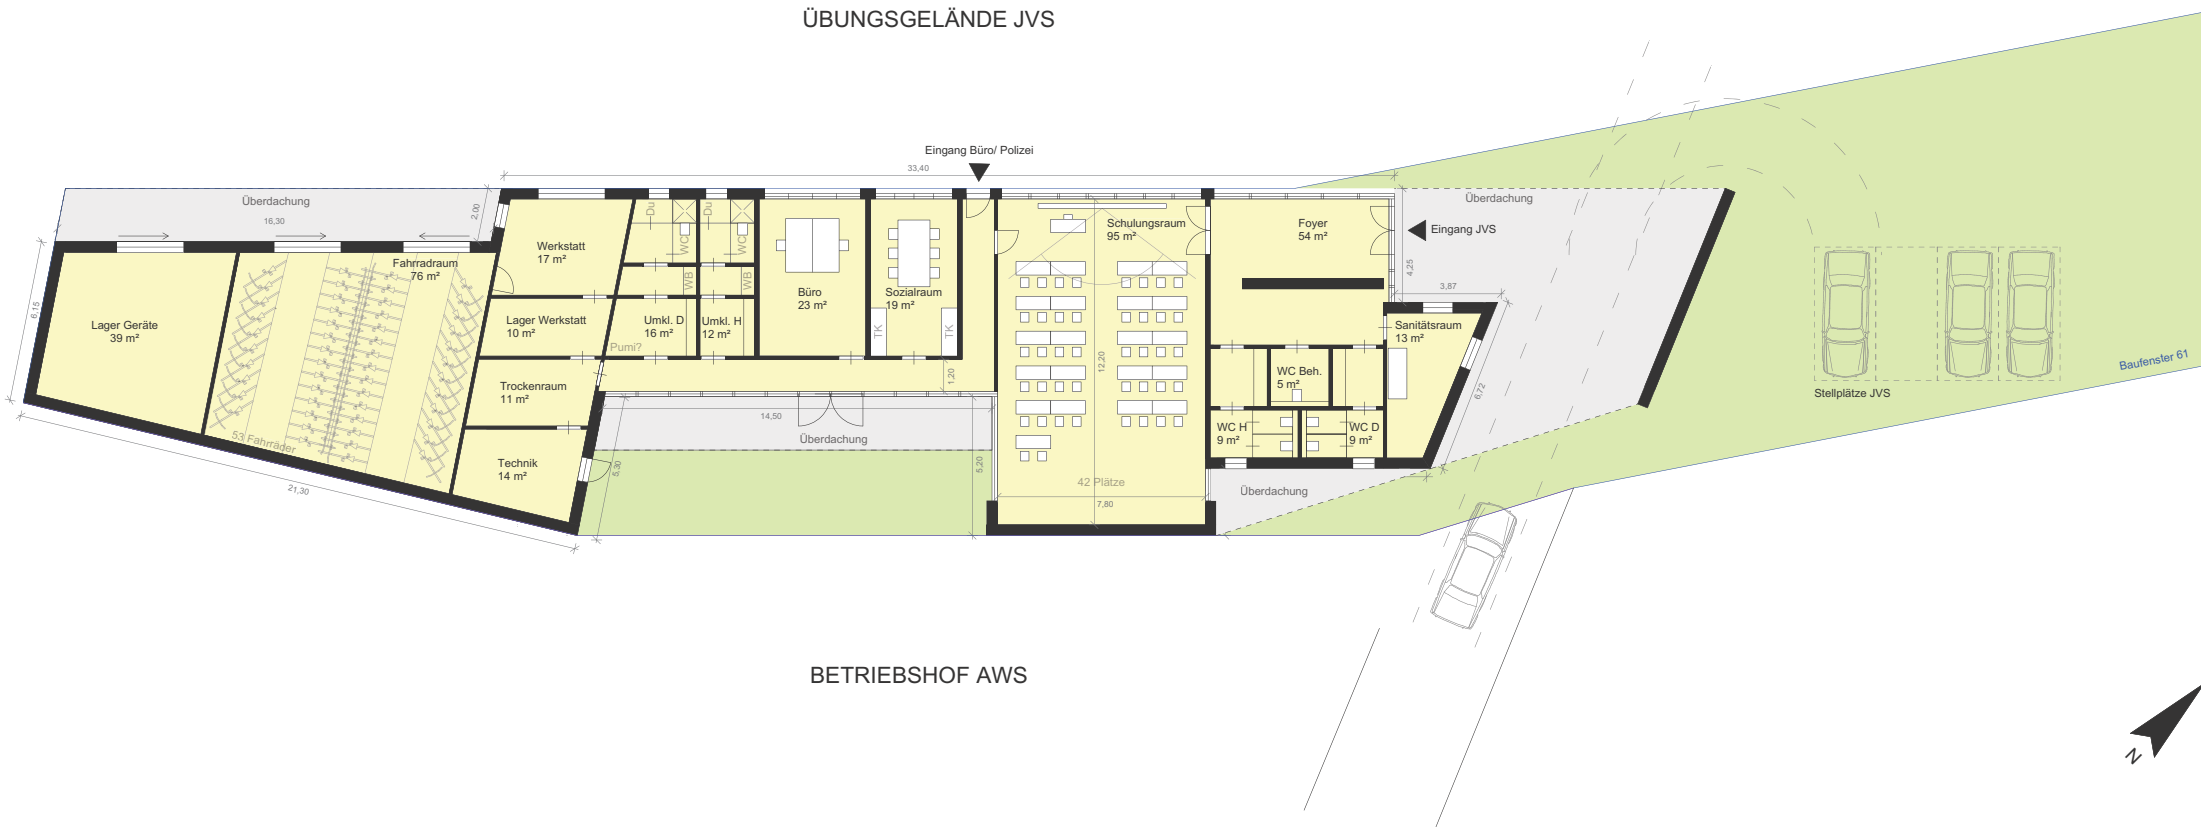 ÜBUNGSGELÄNDE JVS
Eingang Büro/ Polizei
33,40
Überdachung
16,30
2,00
Überdachung
Eingang JVS
Werkstatt
17 m²
Du
WC
Du
WC
WB
WB
Schulungsraum
95 m²
Foyer
54 m²
4,25
3,87
Fahrradraum
76 m²
6,15
Lager Geräte
39 m²
Lager Werkstatt
10 m²
Umkl. D
16 m²
Umkl. H
12 m²
Pumi?
Büro
23 m²
Sozialraum
19 m²
TK
TK
Sanitätsraum
13 m²
12,20
1,20
WC Beh.
5 m²
6,72
Trockenraum
11 m²
14,50
Überdachung
WC H
9 m²
WC D
9 m²
Baufenster 61
Stellplätze JVS
53 Fahrräder
Technik
14 m²
5,30
5,20
42 Plätze
7,80
Überdachung
21,30
BETRIEBSHOF AWS
N